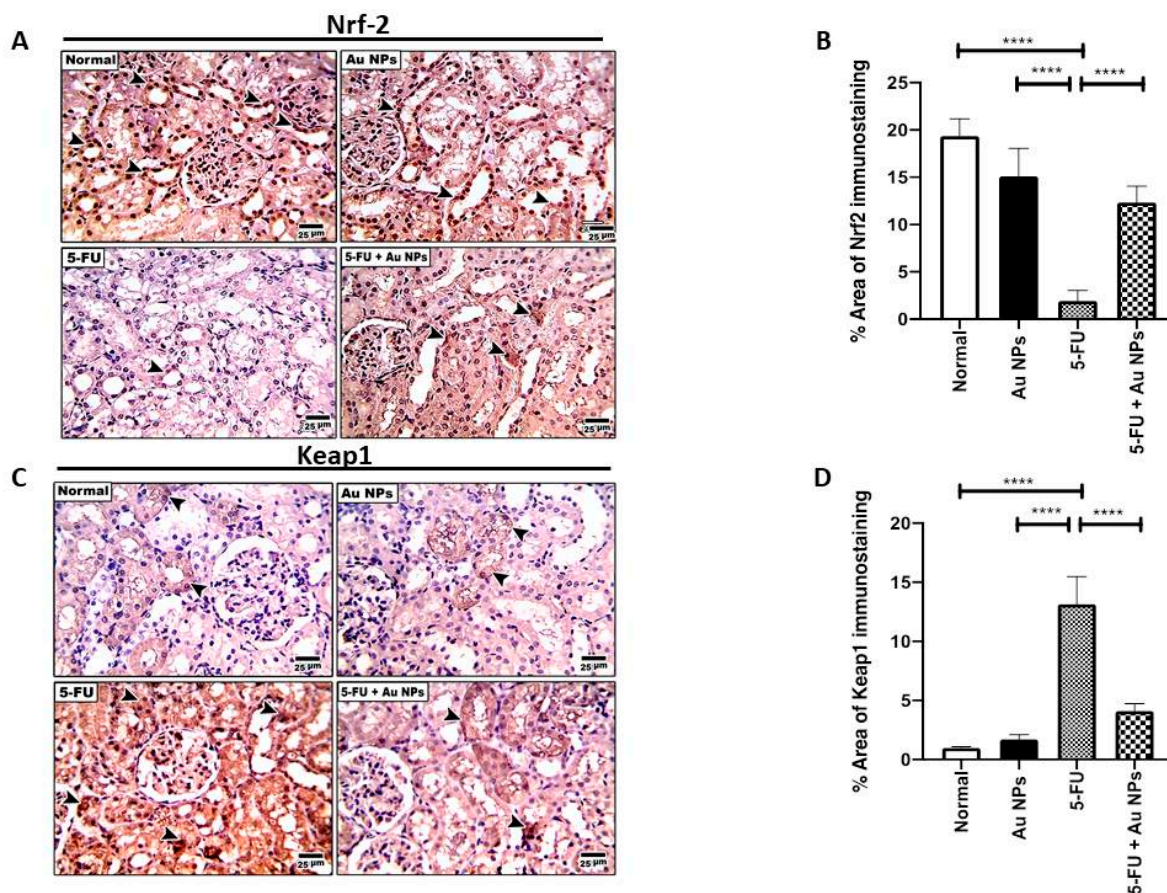 Nrf-2
A
Normal
Au NPs
25 µm
25 µm
5-FU
5-FU + Au NPs
25 µm
25 µm
B
****
**** ****
% Area of Nrf2 immunostaining
25
20
15
10
5
0
Normal
Au NPs
5-FU
5-FU + Au NPs
Keap1
C
Normal
Au NPs
25 µm
25 µm
5-FU
5-FU + Au NPs
25 µm
25 µm
D
****
**** ****
% Area of Keap1 immunostaining
20
15
10
5
0
Normal
Au NPs
5-FU
5-FU + Au NPs